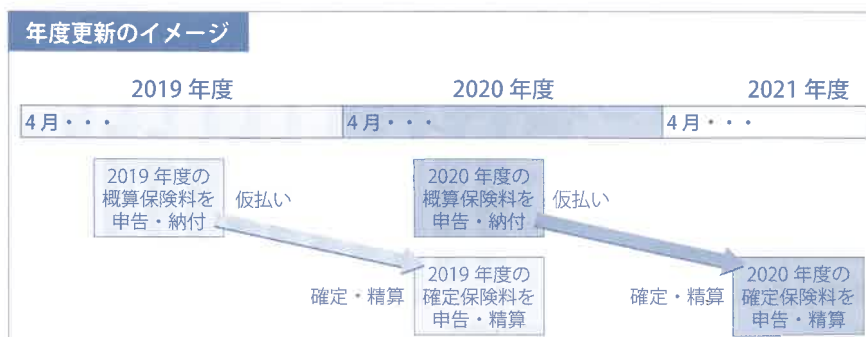 年度更新のイメージ
2019 年度
2020 年度
2021 年度
4月・・・
4月・・・
4月・・・
2019 年度の
概算保険料を
申告・納付
仮払い
2020 年度の
概算保険料を
申告・納付
仮払い
確定・精算
2019 年度の
確定保険料を
申告・精算
確定・精算
2020 年度の
確定保険料を
申告・精算